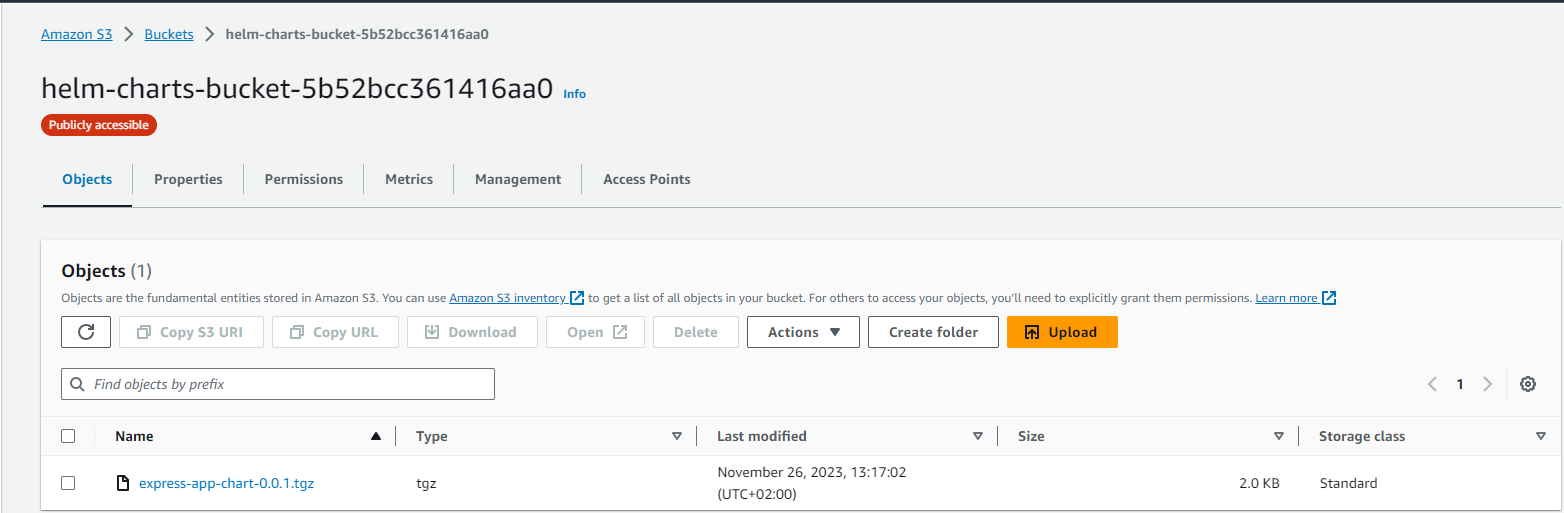 Amazon S3 > Buckets > helm-charts-bucket-5b52bcc361416aa0
helm-charts-bucket-5b52bcc361416aa0 Info
Publicly accessible
Objects Properties Permissions Metrics Management Access Points
Objects (1)
Objects are the fundamental entities stored in Amazon S3. You can use Amazon S3 inventory to get a list of all objects in your bucket. For others to access your objects, you'll need to explicitly grant them permissions. Learn more
Copy S3 URI Copy URL Download Open Delete Actions Create folder Upload
Find objects by prefix 1
Name Type Last modified Size Storage class
express-app-chart-0.0.1.tgz tgz November 26, 2023, 13:17:02 2.0 KB Standard
(UTC+02:00)